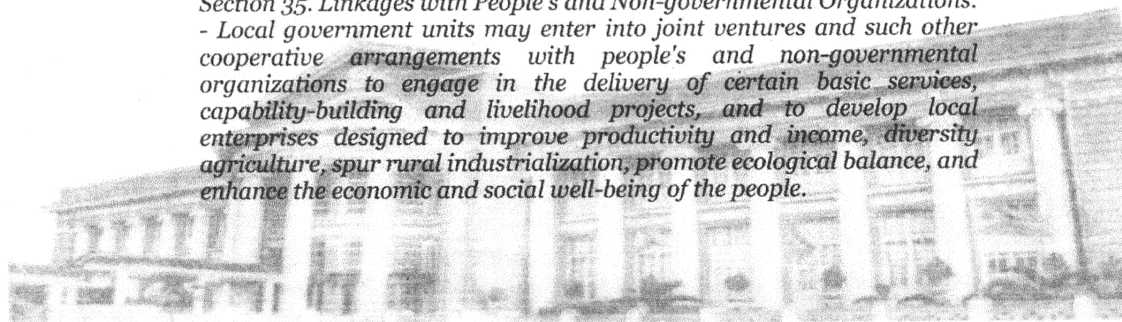 Section 35. Linkages with People's and Non-governmental Organizations.
- Local government units may enter into joint ventures and such other
cooperative arrangements with people's and non-governmental
organizations to engage in the delivery of certain basic services,
capability-building and livelihood projects, and to develop local
enterprises designed to improve productivity and income, diversity
agriculture, spur rural industrialization, promote ecological balance, and
enhance the economic and social well-being of the people.